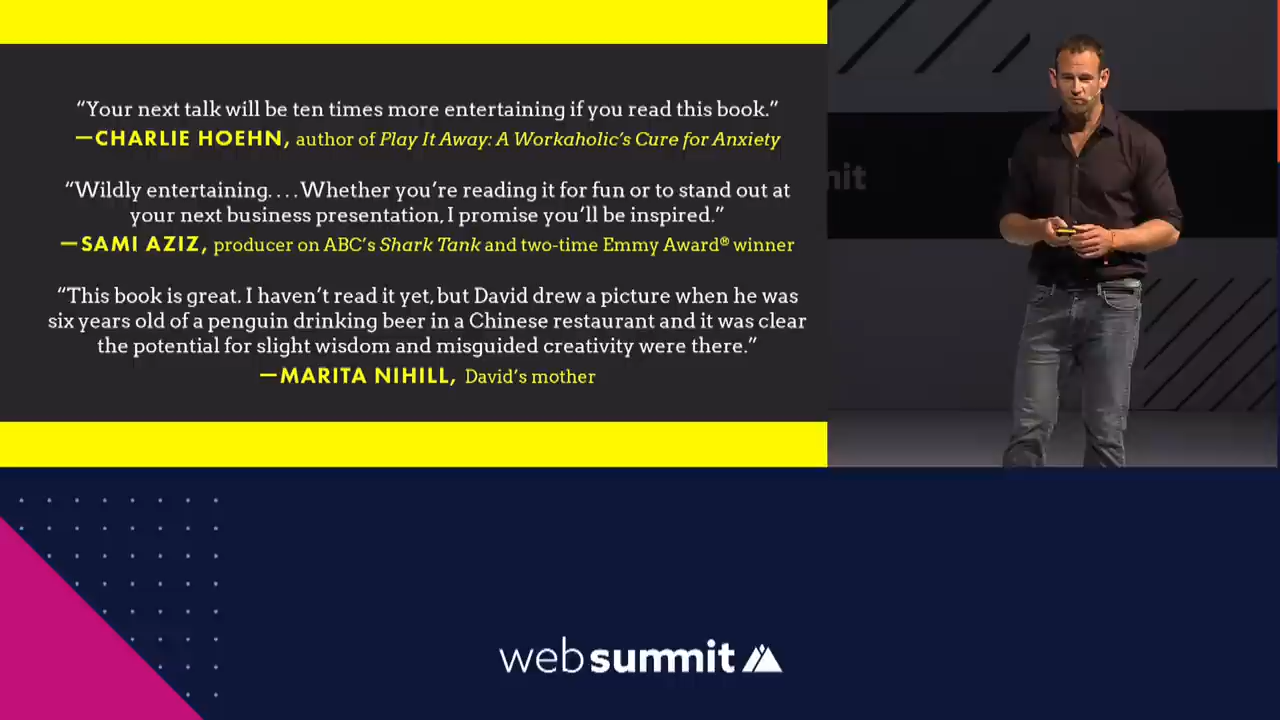 “Your next talk will be ten times more entertaining if you read this book.”
—CHARLIE HOEHN, author of Play It Away: A Workaholic’s Cure for Anxiety
“Wildly entertaining. . . . Whether you’re reading it for fun or to stand out at
your next business presentation, I promise you’ll be inspired.”
—SAMI AZIZ, producer on ABC’s Shark Tank and two-time Emmy Award® winner
“This book is great. I haven’t read it yet, but David drew a picture when he was
six years old of a penguin drinking beer in a Chinese restaurant and it was clear
the potential for slight wisdom and misguided creativity were there.”
—MARITA NIHILL, David’s mother
web summit